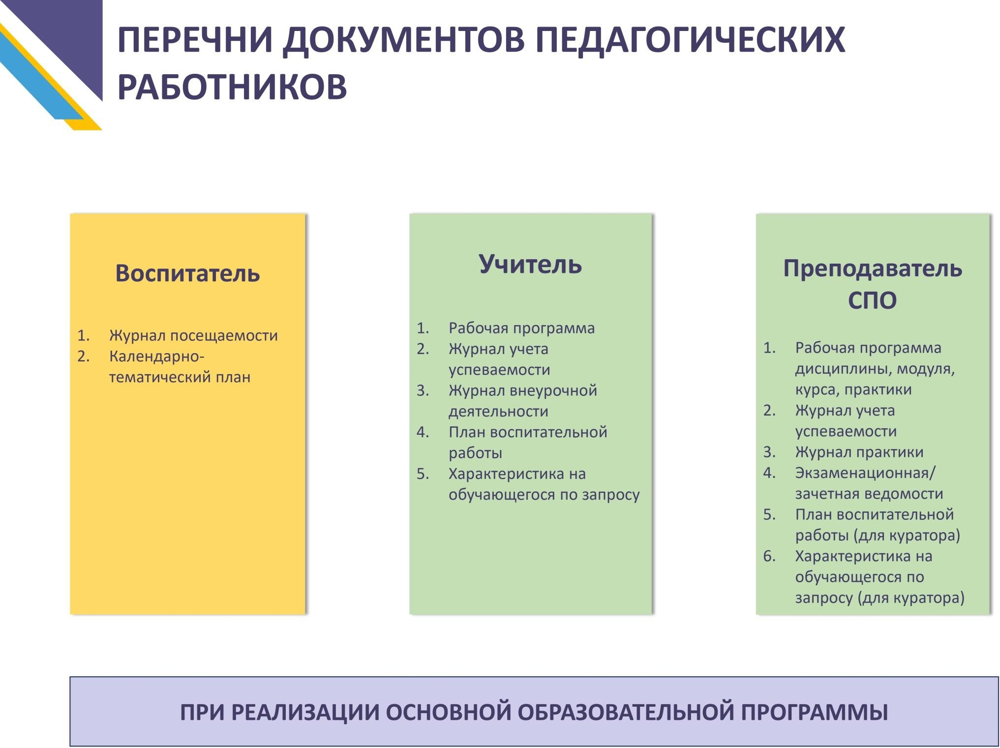 ПЕРЕЧНИ ДОКУМЕНТОВ ПЕДАГОГИЧЕСКИХ
РАБОТНИКОВ
Воспитатель
1. Журнал посещаемости
2. Календарно-
тематический план
Учитель
1. Рабочая программа
2. Журнал учета
успеваемости
3. Журнал внеурочной
деятельности
4. План воспитательной
работы
5. Характеристика на
обучающегося по запросу
Преподаватель
СПО
1. Рабочая программа
дисциплины, модуля,
курса, практики
2. Журнал учета
успеваемости
3. Журнал практики
4. Экзаменационная/
зачетная ведомости
5. План воспитательной
работы (для куратора)
6. Характеристика на
обучающегося по
запросу (для куратора)
ПРИ РЕАЛИЗАЦИИ ОСНОВНОЙ ОБРАЗОВАТЕЛЬНОЙ ПРОГРАММЫ